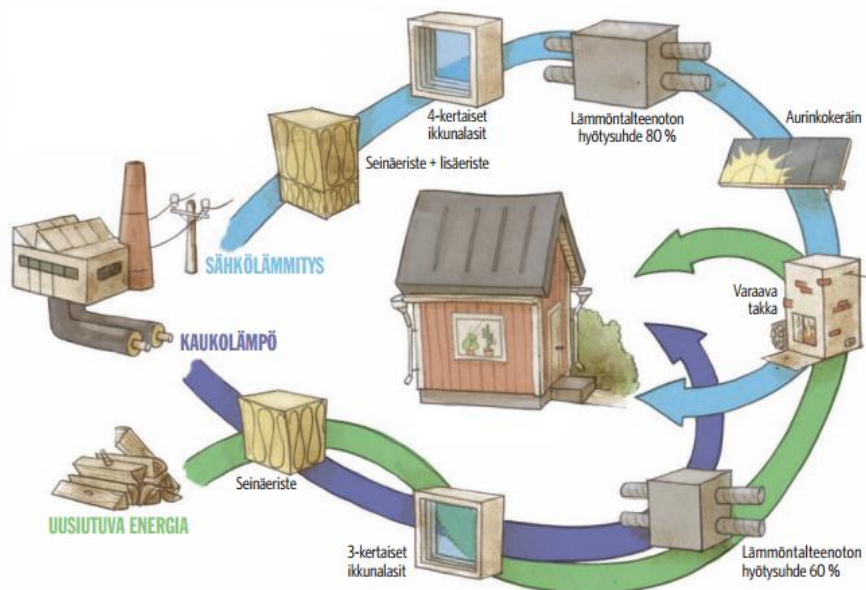 4-kertaiset
ikkunalasit
Lämmöntalteenoton
hyötysuhde 80 %
Aurinkokeräin
Seinäeriste + lisäeriste
SÄHKÖLÄMMITYS
Varaava
takka
KAUKOLÄMPÖ
Seinäeriste
UUSIUTUVA ENERGIA
3-kertaiset
ikkunalasit
Lämmöntalteenoton
hyötysuhde 60 %